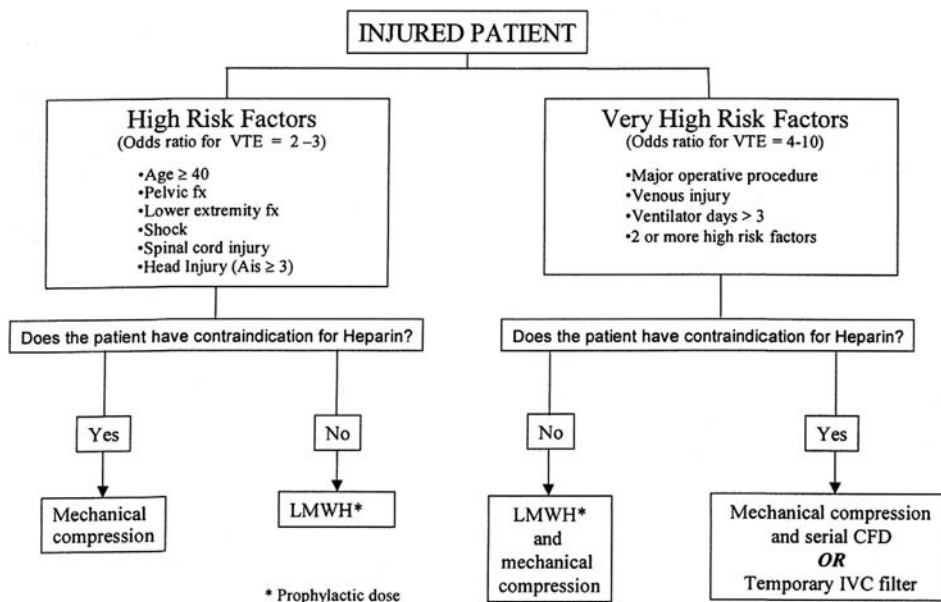 INJURED PATIENT
High Risk Factors
(Odds ratio for VTE = 2 –3)
•Age ≥ 40
•Pelvic fx
•Lower extremity fx
•Shock
•Spinal cord injury
•Head Injury (Ais ≥ 3)
Very High Risk Factors
(Odds ratio for VTE = 4-10)
•Major operative procedure
•Venous injury
•Ventilator days > 3
•2 or more high risk factors
Does the patient have contraindication for Heparin?
Does the patient have contraindication for Heparin?
Yes
No
No
Yes
Mechanical
compression
LMWH*
LMWH*
and
mechanical
compression
Mechanical compression
and serial CFD
OR
Temporary IVC filter
* Prophylactic dose